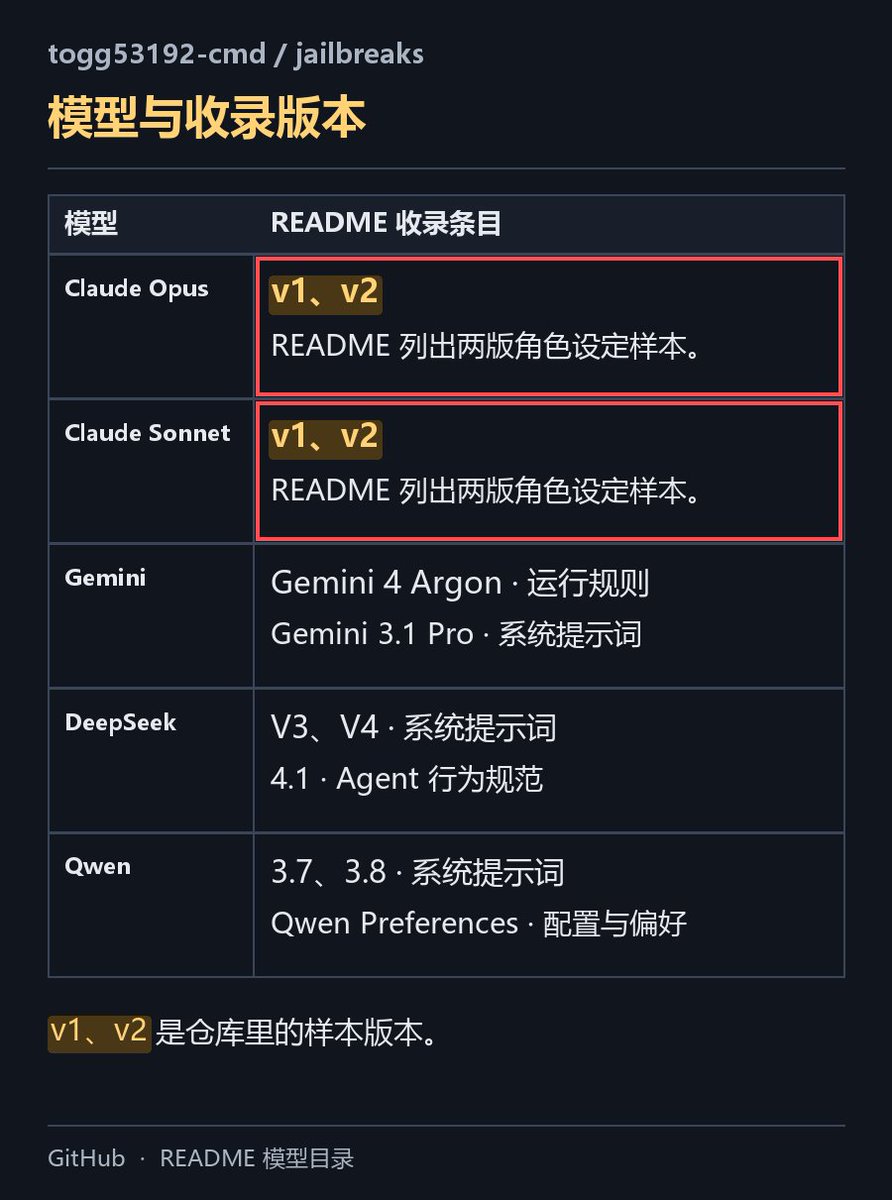 togg53192-cmd / jailbreaks
模型与收录版本
模型 README 收录条目
Claude Opus v1、v2
README 列出两版角色设定样本。
Claude Sonnet v1、v2
README 列出两版角色设定样本。
Gemini Gemini 4 Argon · 运行规则
Gemini 3.1 Pro · 系统提示词
DeepSeek V3、V4 · 系统提示词
4.1 · Agent 行为规范
Qwen 3.7、3.8 · 系统提示词
Qwen Preferences · 配置与偏好
v1、v2 是仓库里的样本版本。
GitHub · README 模型目录